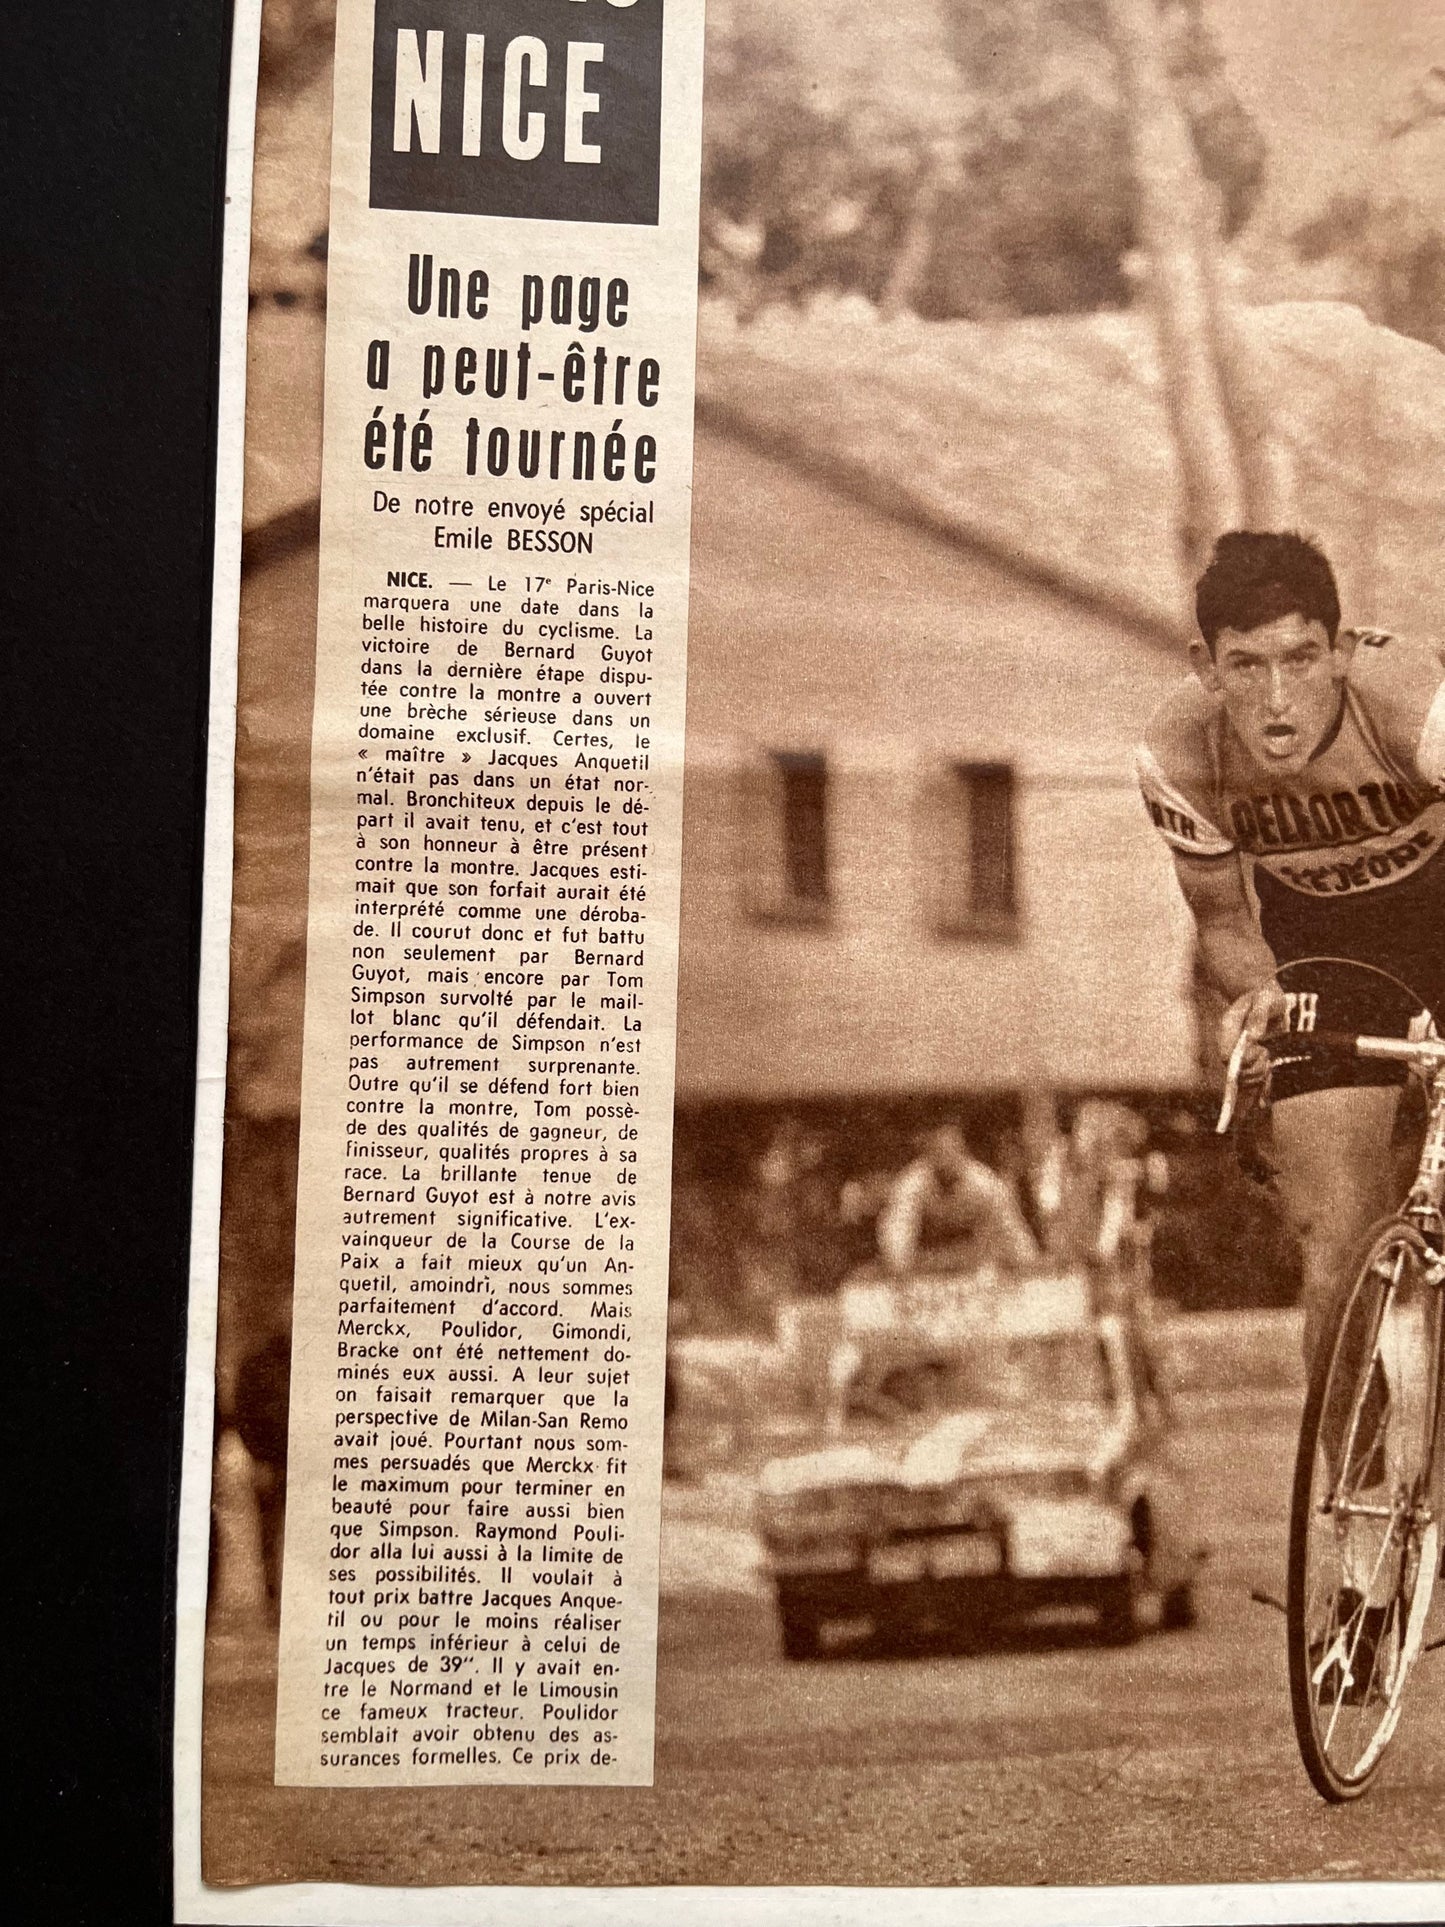 NICE
Une page
a peut-être
été tournée
De notre envoyé spécial
Emile BESSON
NICE. — Le 17e Paris-Nice
marquera une date dans la
belle histoire du cyclisme. La
victoire de Bernard Guyot
dans la dernière étape dispu-
tée contre la montre a ouvert
une brèche sérieuse dans un
domaine exclusif. Certes, le
« maître » Jacques Anquetil
n'était pas dans un état nor-
mal. Bronchiteux depuis le dé-
part il avait tenu, et c'est tout
à son honneur à être présent
contre la montre. Jacques esti-
mait que son forfait aurait été
interprété comme une déroba-
de. Il courut donc et fut battu
non seulement par Bernard
Guyot, mais encore par Tom
Simpson survolté par le mail-
lot blanc qu'il défendait. La
performance de Simpson n'est
pas autrement surprenante.
Outre qu'il se défend fort bien
contre la montre, Tom possè-
de des qualités de gagneur, de
finisseur, qualités propres à sa
race. La brillante tenue de
Bernard Guyot est à notre avis
autrement significative. L'ex-
vainqueur de la Course de la
Paix a fait mieux qu'un An-
quetil, amoindri, nous sommes
parfaitement d'accord. Mais
Merckx, Poulidor, Gimondi,
Bracke ont été nettement do-
minés eux aussi. A leur sujet
on faisait remarquer que la
perspective de Milan-San Remo
avait joué. Pourtant nous som-
mes persuadés que Merckx fit
le maximum pour terminer en
beauté pour faire aussi bien
que Simpson. Raymond Pouli-
dor alla lui aussi à la limite de
ses possibilités. Il voulait à
tout prix battre Jacques Anque-
til ou pour le moins réaliser
un temps inférieur à celui de
Jacques de 39". Il y avait en-
tre le Normand et le Limousin
ce fameux tracteur. Poulidor
semblait avoir obtenu des as-
surances formelles. Ce prix de-
PELFORTH
LEJEUNE
TH